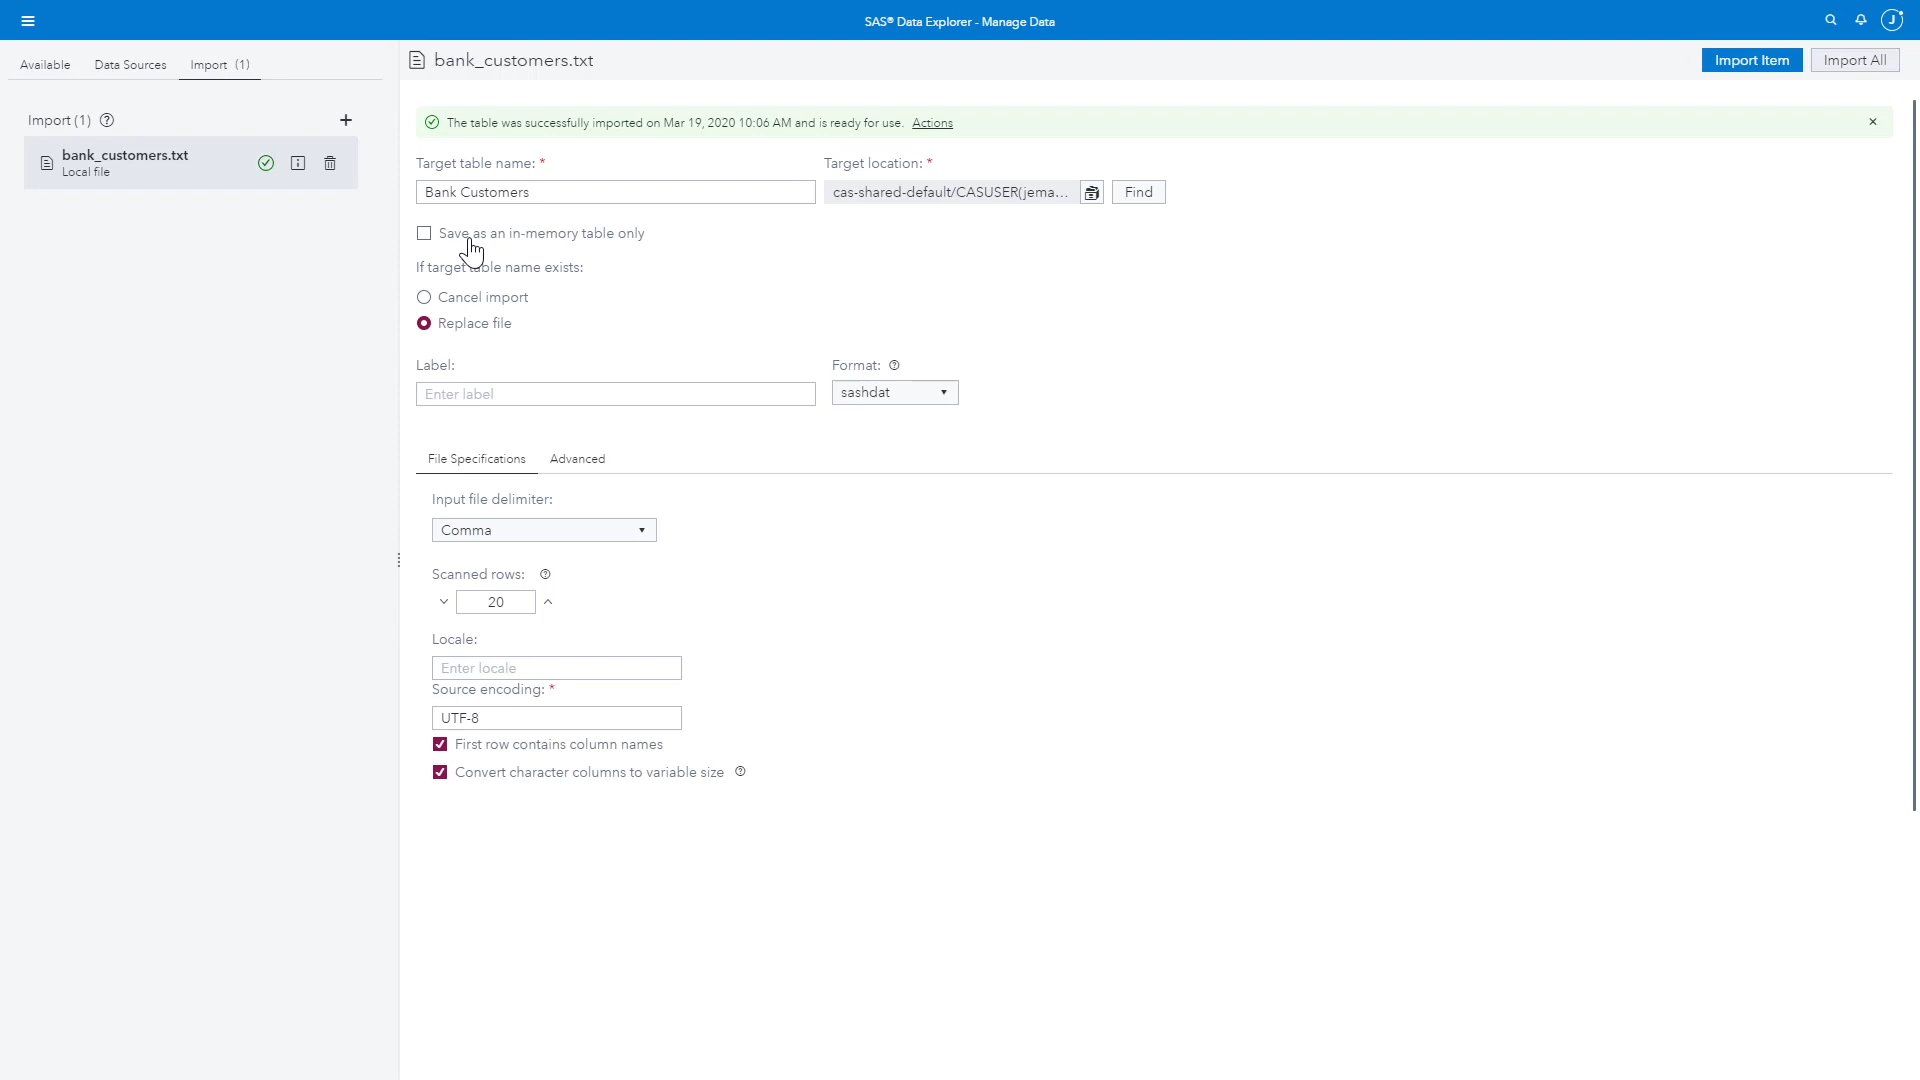 SAS® Data Explorer - Manage Data
J
Available Data Sources Import (1)
bank_customers.txt
Import Item Import All
Import (1)
bank_customers.txt
Local file
The table was successfully imported on Mar 19, 2020 10:06 AM and is ready for use. Actions
Target table name: * Target location: *
Bank Customers cas-shared-default/CASUSER(jema... Find
Save as an in-memory table only
If target table name exists:
Cancel import
Replace file
Label: Format:
Enter label sashdat
File Specifications Advanced
Input file delimiter:
Comma
Scanned rows:
20
Locale:
Enter locale
Source encoding: *
UTF-8
First row contains column names
Convert character columns to variable size